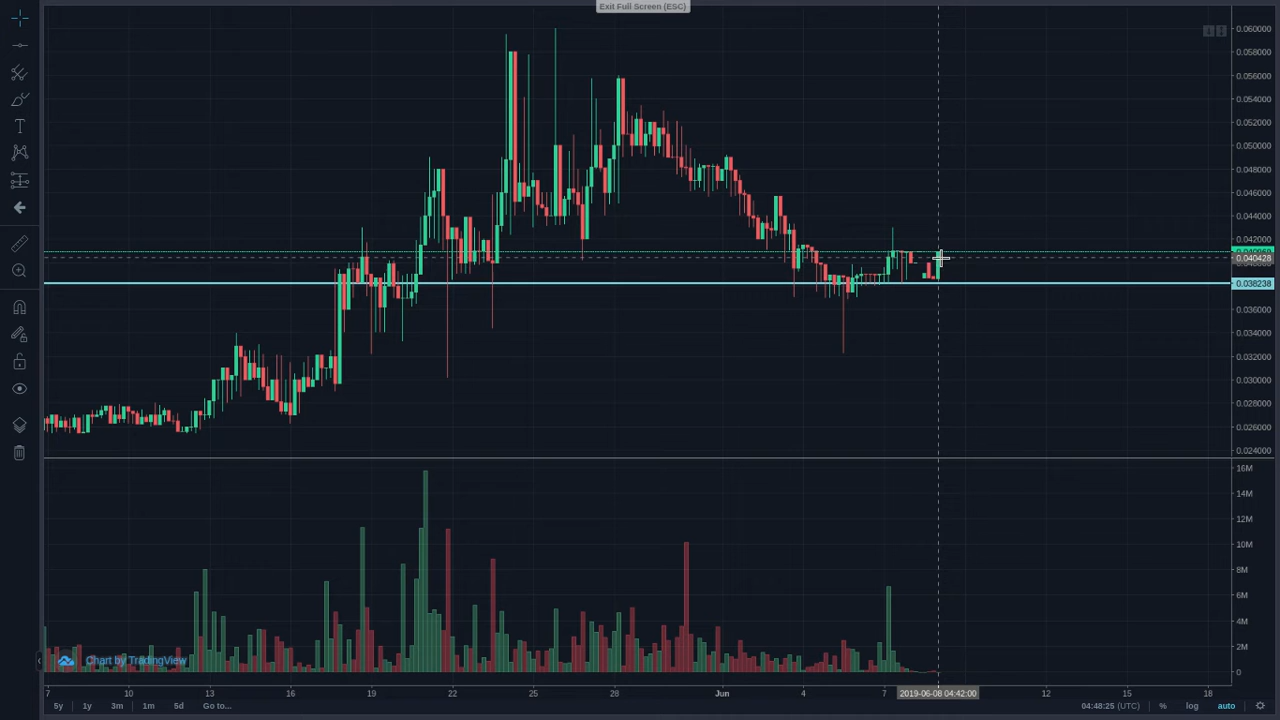 Exit Full Screen (ESC)
0.060000
0.058000
0.056000
0.054000
0.052000
0.050000
0.048000
0.046000
0.044000
0.042000
0.040428
0.038238
0.036000
0.034000
0.032000
0.030000
0.028000
0.026000
0.024000
16M
14M
12M
10M
8M
6M
4M
2M
0
Chart by TradingView
7 10 13 16 19 22 25 28 Jun 4 7 2019-06-08 04:42:00 12 15 18
5y 1y 3m 1m 5d Go to... 04:48:25 (UTC) % log auto